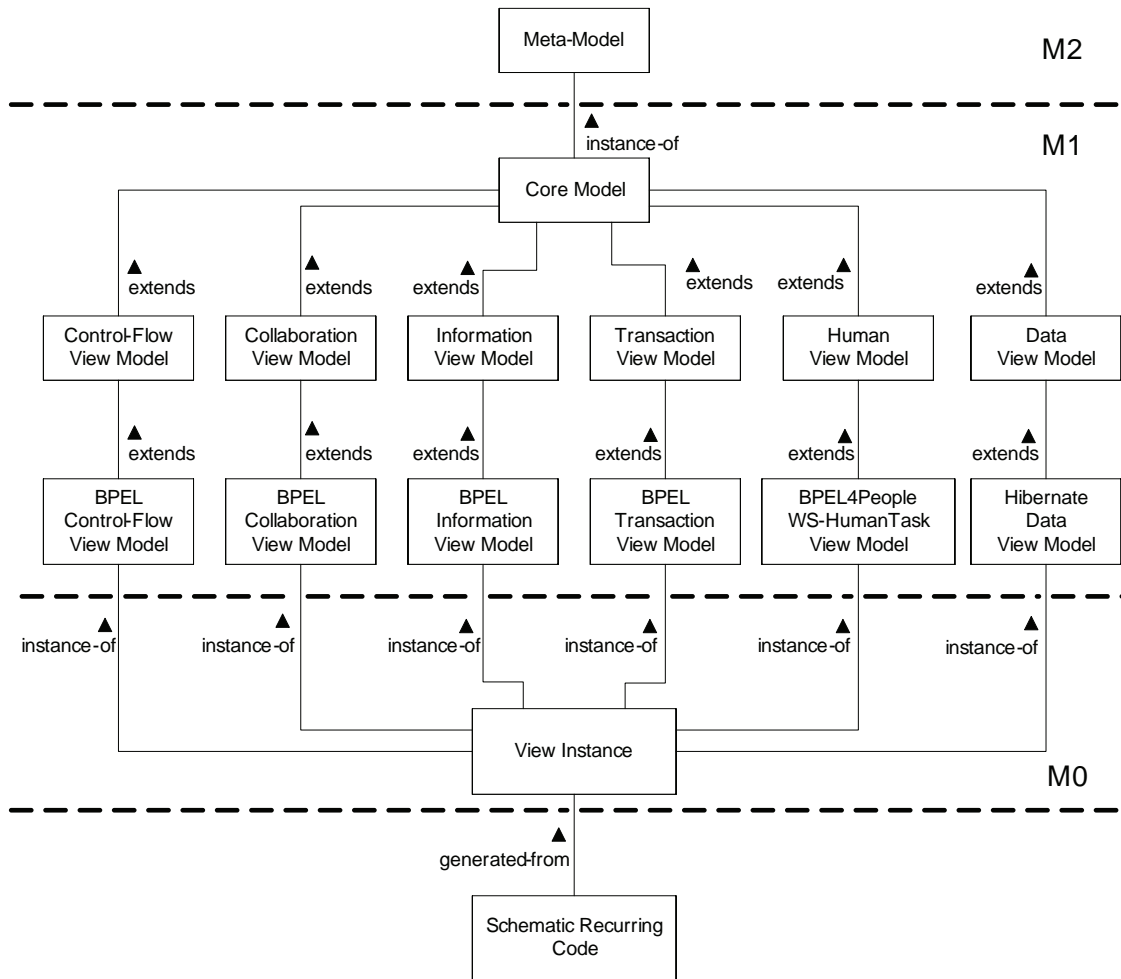 Meta-Model
M2
instance-of
M1
Core Model
extends
extends
extends
extends
extends
extends
Control-Flow
View Model
Collaboration
View Model
Information
View Model
Transaction
View Model
Human
View Model
Data
View Model
extends
extends
extends
extends
extends
extends
BPEL
Control-Flow
View Model
BPEL
Collaboration
View Model
BPEL
Information
View Model
BPEL
Transaction
View Model
BPEL4People
WS-HumanTask
View Model
Hibernate
Data
View Model
instance-of
instance-of
instance-of
instance-of
instance-of
instance-of
View Instance
M0
generated-from
Schematic Recurring
Code